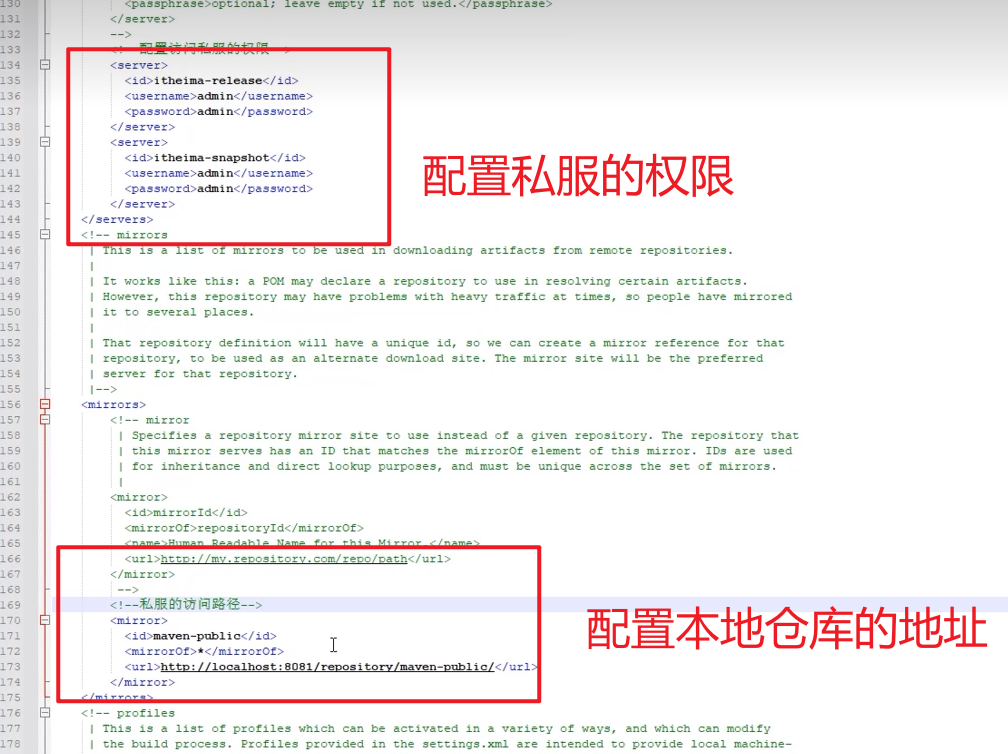 130 <passphrase>optional; leave empty if not used.</passphrase>
131 </server>
132 -->
133 <!--配置访问私服的权限-->
134 <server>
135 <id>itheima-release</id>
136 <username>admin</username>
137 <password>admin</password>
138 </server>
139 <server>
140 <id>itheima-snapshot</id>
141 <username>admin</username>
142 <password>admin</password>
配置私服的权限
143 </server>
144 </servers>
145 <!-- mirrors
146 | This is a list of mirrors to be used in downloading artifacts from remote repositories.
147 |
148 | It works like this: a POM may declare a repository to use in resolving certain artifacts.
149 | However, this repository may have problems with heavy traffic at times, so people have mirrored
150 | it to several places.
151 |
152 | That repository definition will have a unique id, so we can create a mirror reference for that
153 | repository, to be used as an alternate download site. The mirror site will be the preferred
154 | server for that repository.
155 |-->
156 <mirrors>
157 <!-- mirror
158 | Specifies a repository mirror site to use instead of a given repository. The repository that
159 | this mirror serves has an ID that matches the mirrorOf element of this mirror. IDs are used
160 | for inheritance and direct lookup purposes, and must be unique across the set of mirrors.
161 |
162 <mirror>
163 <id>mirrorId</id>
164 <mirrorOf>repositoryId</mirrorOf>
165 <name>Human Readable Name for this Mirror.</name>
166 <url>http://my.repository.com/repo/path</url>
167 </mirror>
168 -->
169 <!--私服的访问路径-->
170 <mirror>
配置本地仓库的地址
171 <id>maven-public</id>
172 <mirrorOf>*</mirrorOf>
173 <url>http://localhost:8081/repository/maven-public/</url>
174 </mirror>
175 </mirrors>
176 <!-- profiles
177 | This is a list of profiles which can be activated in a variety of ways, and which can modify
178 | the build process. Profiles provided in the settings.xml are intended to provide local machine-